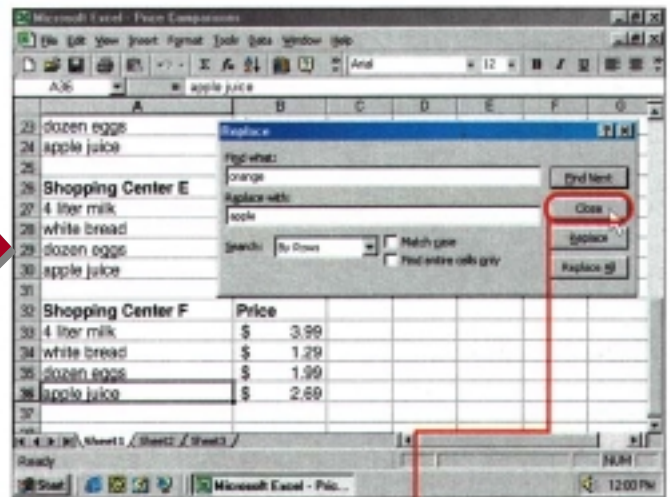 Microsoft Excel - Price Comparisons
File Edit View Insert Format Tools Data Window Help
Arial 12 B I U
A36 = apple juice
A B C D E F G
23 dozen eggs
24 apple juice
25
26 Shopping Center E
27 4 liter milk
28 white bread
29 dozen eggs
30 apple juice
31
32 Shopping Center F Price
33 4 liter milk $ 3.99
34 white bread $ 1.29
35 dozen eggs $ 1.99
36 apple juice $ 2.69
37
Replace
Find what:
orange
Find Next
Replace with:
apple
Close
Search: By Rows
Match case
Find entire cells only
Replace
Replace All
Sheet1 / Sheet2 / Sheet3
Ready
NUM
Start
Microsoft Excel - Pric...
12:00 PM